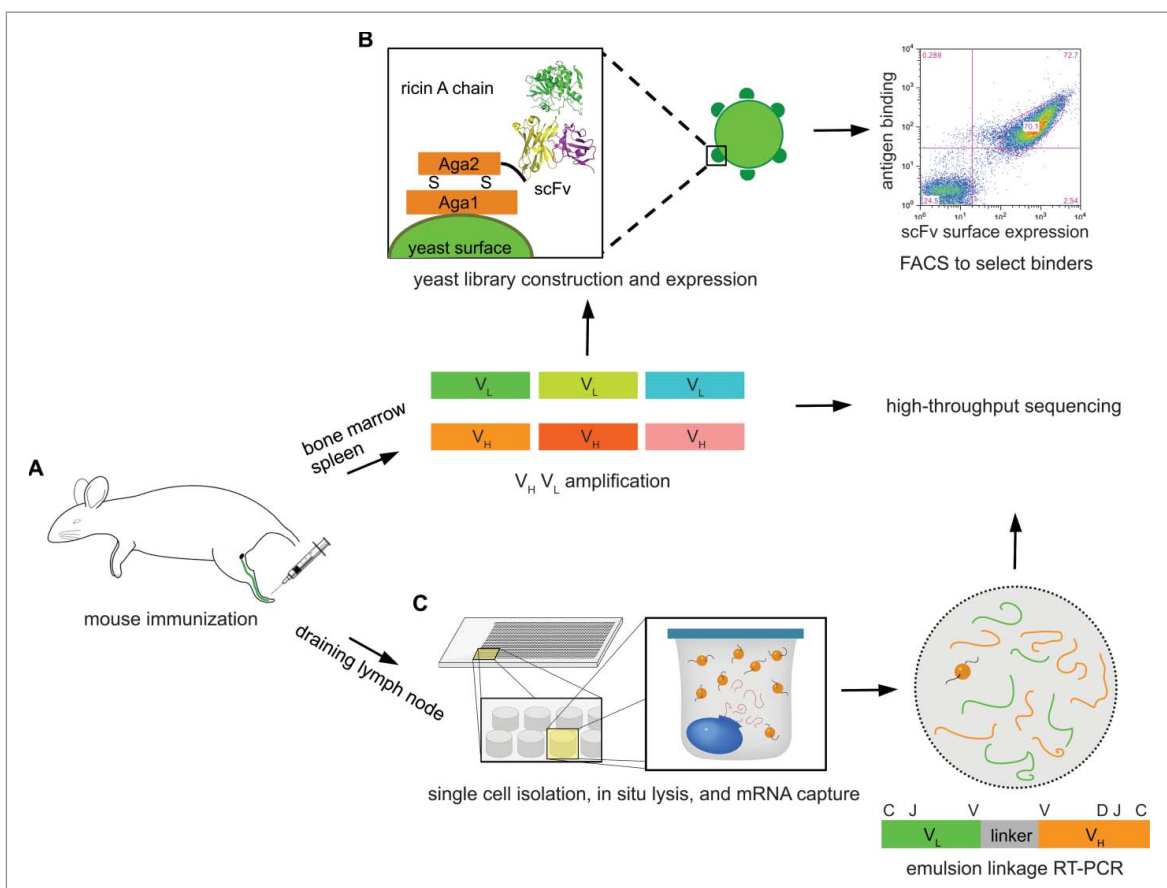 B
ricin A chain
Aga2
S S
scFv
Aga1
yeast surface
yeast library construction and expression
10⁴
10³
10²
10¹
10⁰
antigen binding
0.289
72.7
70.1
24.5
2.54
10⁰ 10¹ 10² 10³ 10⁴
scFv surface expression
FACS to select binders
V_L V_L V_L
V_H V_H V_H
V_H V_L amplification
high-throughput sequencing
A
bone marrow
spleen
mouse immunization
draining lymph node
C
single cell isolation, in situ lysis, and mRNA capture
C J V V D J C
V_L linker V_H
emulsion linkage RT-PCR